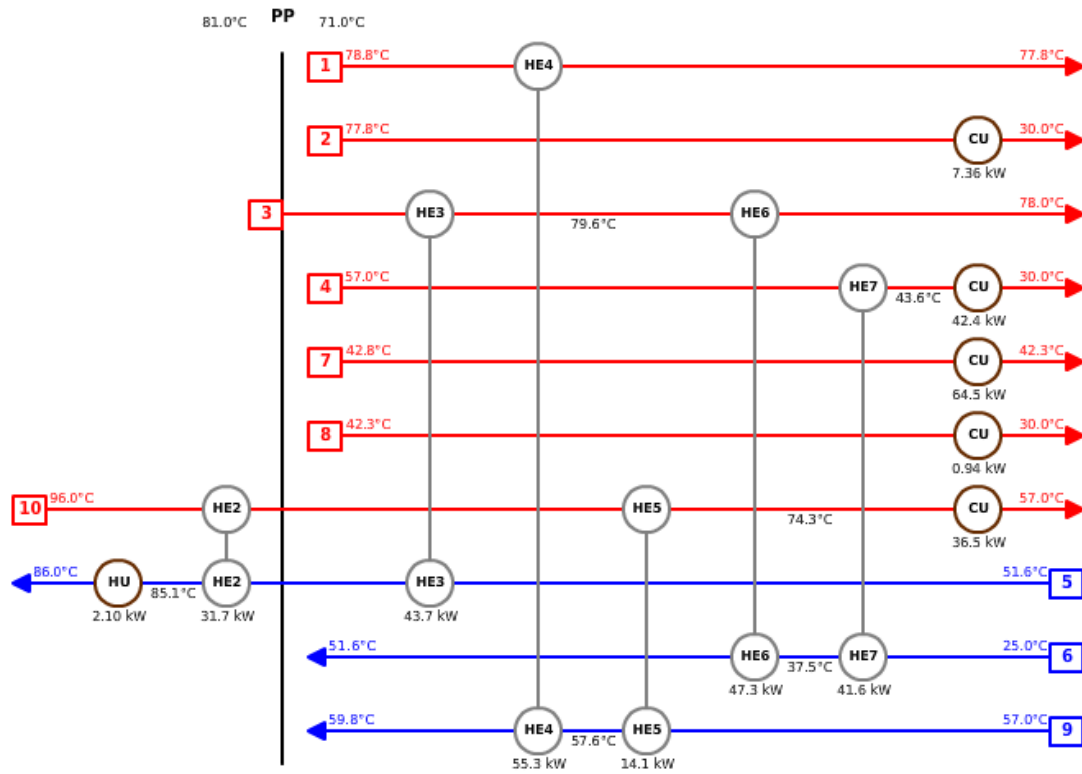 81.0°C PP 71.0°C
1 78.8°C HE4 77.8°C
2 77.8°C CU 30.0°C
7.36 kW
3 HE3 79.6°C HE6 78.0°C
4 57.0°C HE7 43.6°C CU 30.0°C
42.4 kW
7 42.8°C CU 42.3°C
64.5 kW
8 42.3°C CU 30.0°C
0.94 kW
10 96.0°C HE2 HE5 74.3°C CU 57.0°C
36.5 kW
86.0°C HU 85.1°C HE2 HE3 51.6°C 5
2.10 kW 31.7 kW 43.7 kW
51.6°C HE6 37.5°C HE7 25.0°C 6
47.3 kW 41.6 kW
59.8°C HE4 57.6°C HE5 57.0°C 9
55.3 kW 14.1 kW